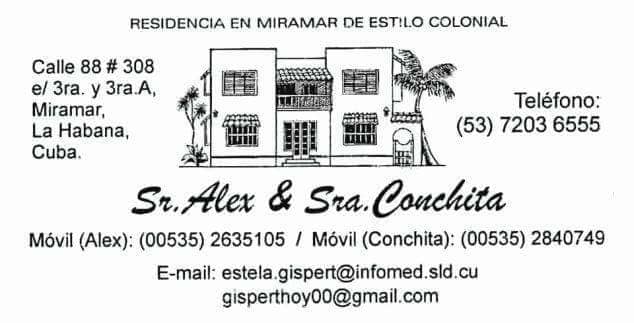 RESIDENCIA EN MIRAMAR DE ESTILO COLONIAL
Calle 88 # 308
e/ 3ra. y 3ra.A,
Miramar,
La Habana,
Cuba.
Teléfono:
(53) 7203 6555
Sr. Alex & Sra. Conchita
Móvil (Alex): (00535) 2635105 / Móvil (Conchita): (00535) 2840749
E-mail: estela.gispert@infomed.sld.cu
gisperthoy00@gmail.com